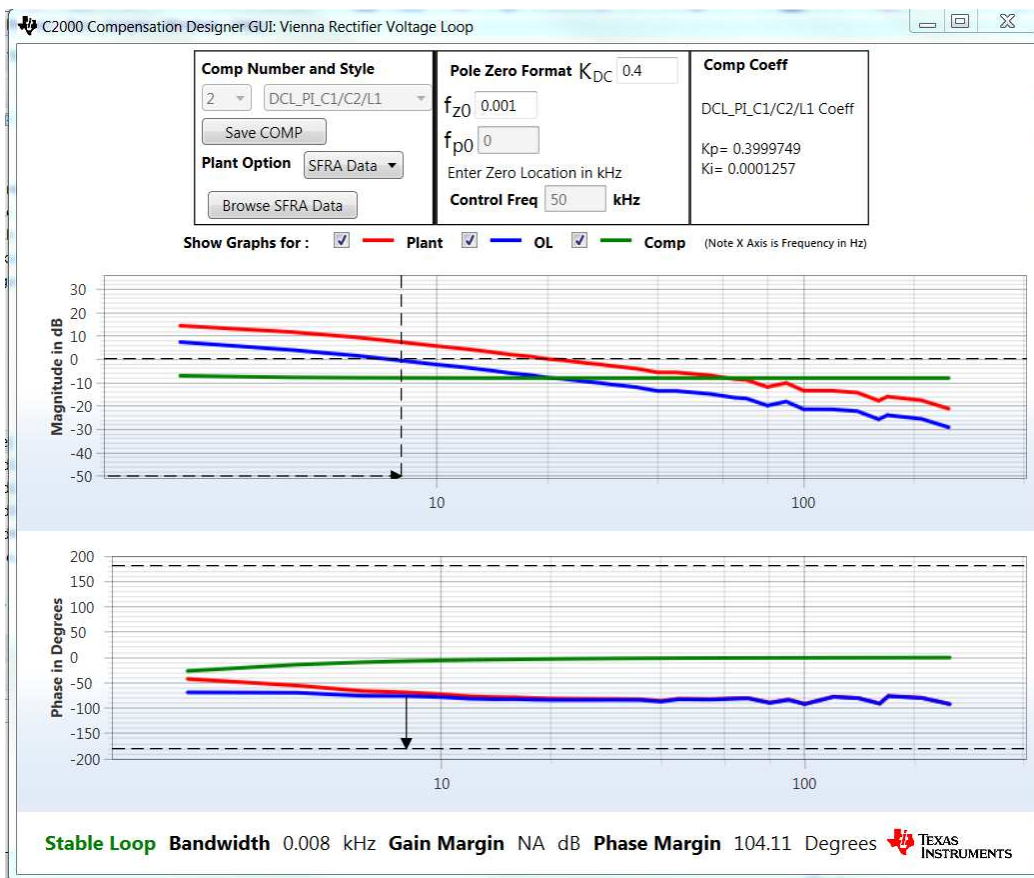 C2000 Compensation Designer GUI: Vienna Rectifier Voltage Loop
Comp Number and Style
2 DCL_PI_C1/C2/L1
Save COMP
Plant Option SFRA Data
Browse SFRA Data
Pole Zero Format KDC 0.4
fz0 0.001
fp0 0
Enter Zero Location in kHz
Control Freq 50 kHz
Comp Coeff
DCL_PI_C1/C2/L1 Coeff
Kp= 0.3999749
Ki= 0.0001257
Show Graphs for : Plant OL Comp (Note X Axis is Frequency in Hz)
Magnitude in dB
30
20
10
0
-10
-20
-30
-40
-50
10 100
Phase in Degrees
200
150
100
50
0
-50
-100
-150
-200
10 100
Stable Loop Bandwidth 0.008 kHz Gain Margin NA dB Phase Margin 104.11 Degrees
TEXAS
INSTRUMENTS